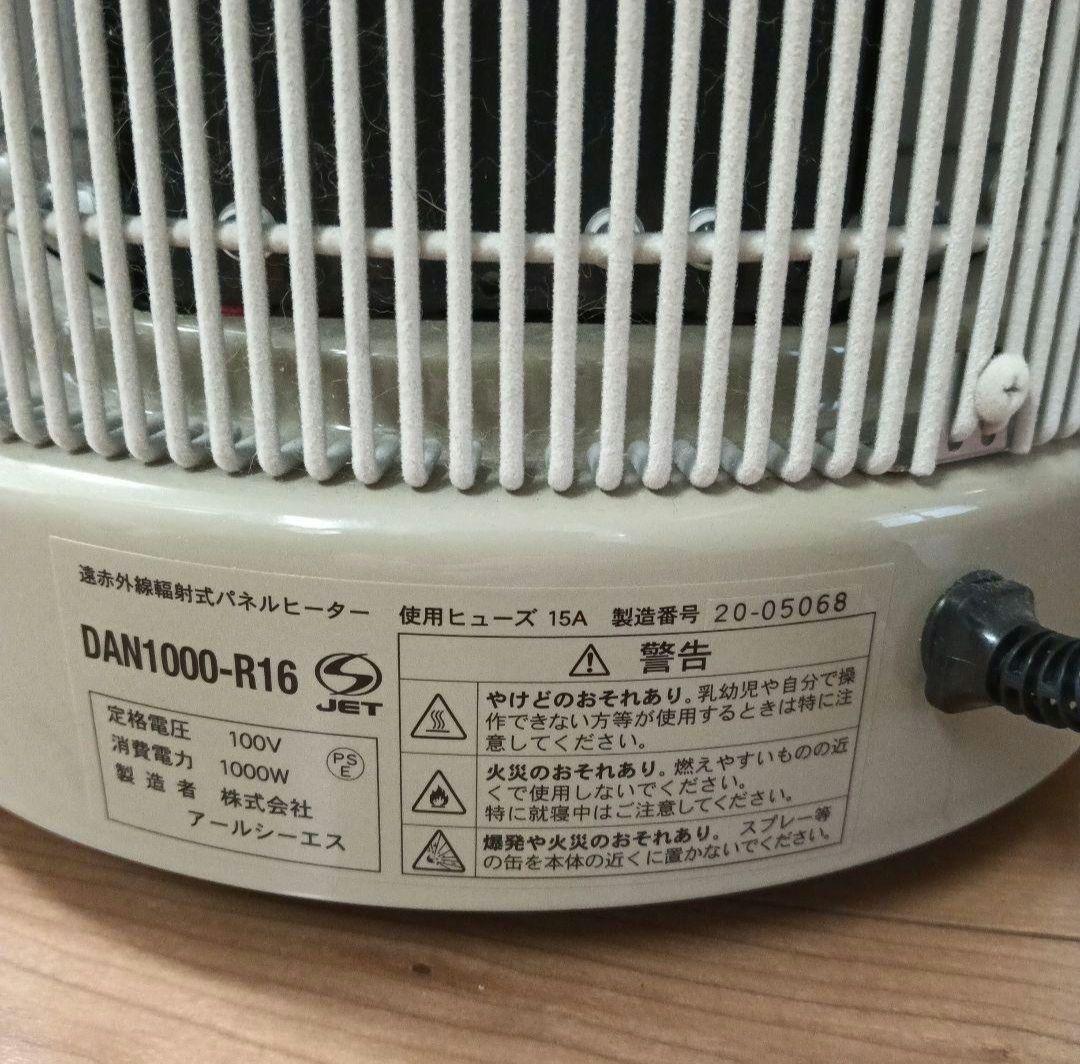 遠赤外線輻射式パネルヒーター
DAN1000-R16
JET
定格電圧 100V
消費電力 1000W
PS
E
製造者 株式会社
アールシーエス
使用ヒューズ 15A 製造番号 20-05068
警告
やけどのおそれあり。乳幼児や自分で操
作できない方等が使用するときは特に注
意してください。
火災のおそれあり。燃えやすいものの近
くで使用しないでください。
特に就寝中はご注意してください。
爆発や火災のおそれあり。 スプレー等
の缶を本体の近くに置かないでください。